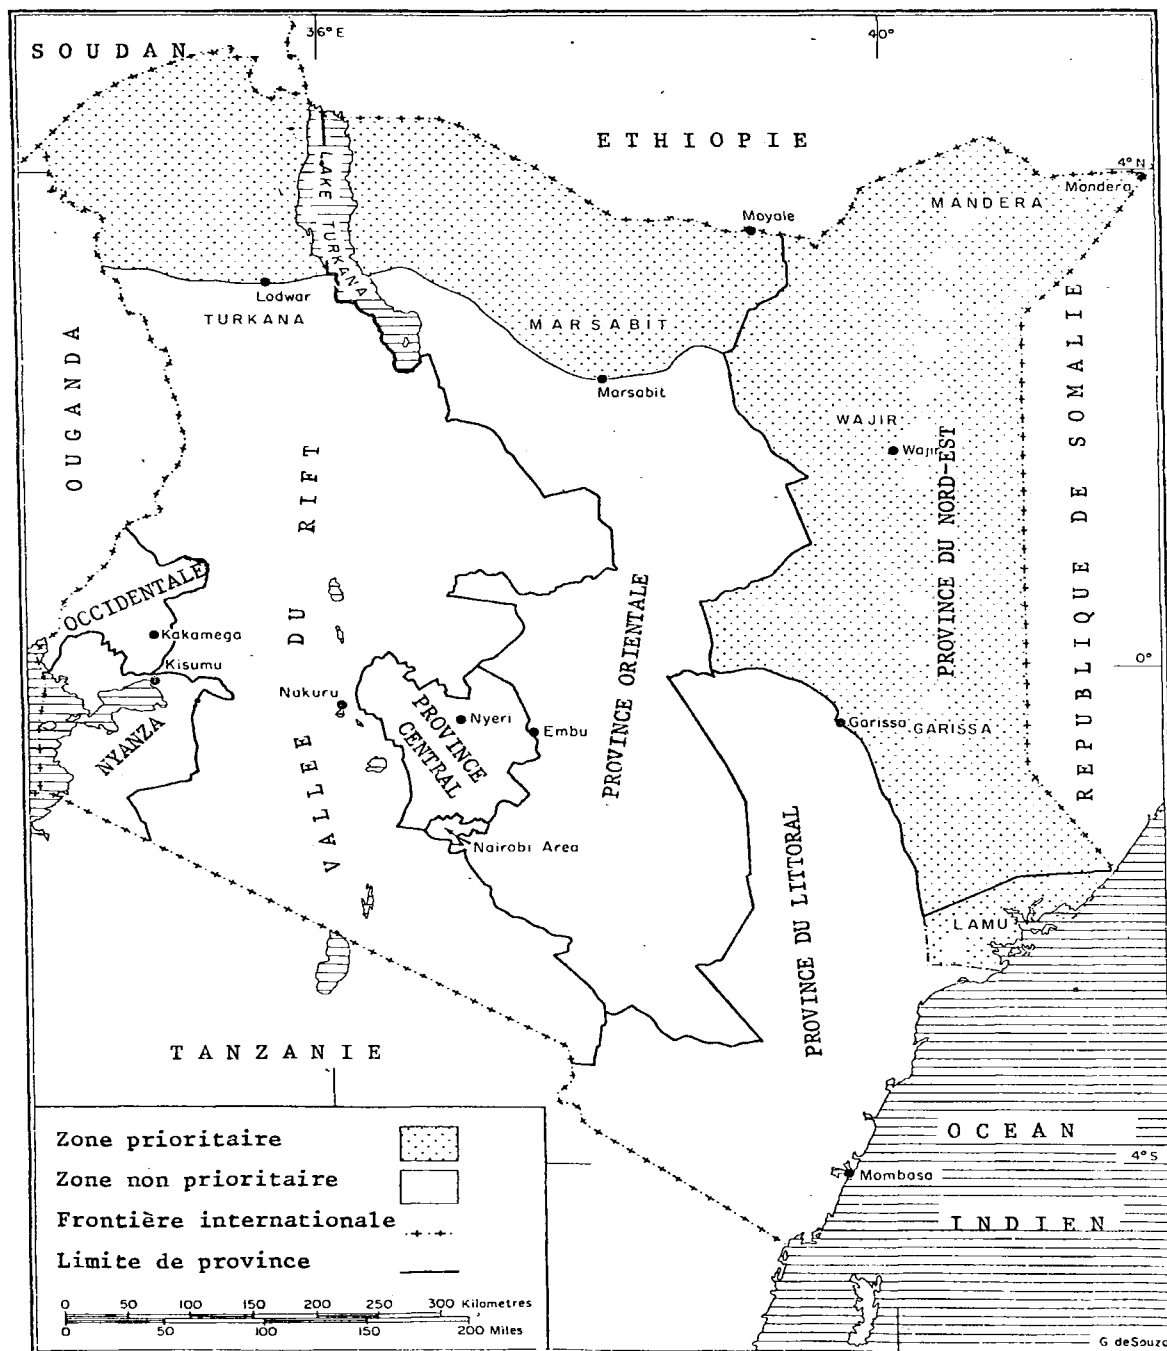 SOUDAN
36° E
40°
ETHIOPIE
4° N
Mandera
MANDERA
Moyale
LAKE TURKANA
Lodwar
TURKANA
MARSABIT
Marsabit
OUGANDA
WAJIR
Wajir
PROVINCE DU NORD-EST
REPUBLIQUE DE SOMALIE
VALLEE DU RIFT
OCCIDENTALE
Kakamega
Kisumu
NYANZA
Nakuru
PROVINCE
CENTRAL
Nyeri
Embu
PROVINCE ORIENTALE
0°
Garissa
GARISSA
Nairobi Area
PROVINCE DU LITTORAL
LAMU
TANZANIE
OCEAN
INDIEN
4° S
Mombasa
Zone prioritaire
Zone non prioritaire
Frontière internationale
Limite de province
0 50 100 150 200 250 300 Kilometres
0 50 100 150 200 Miles
G deSouza